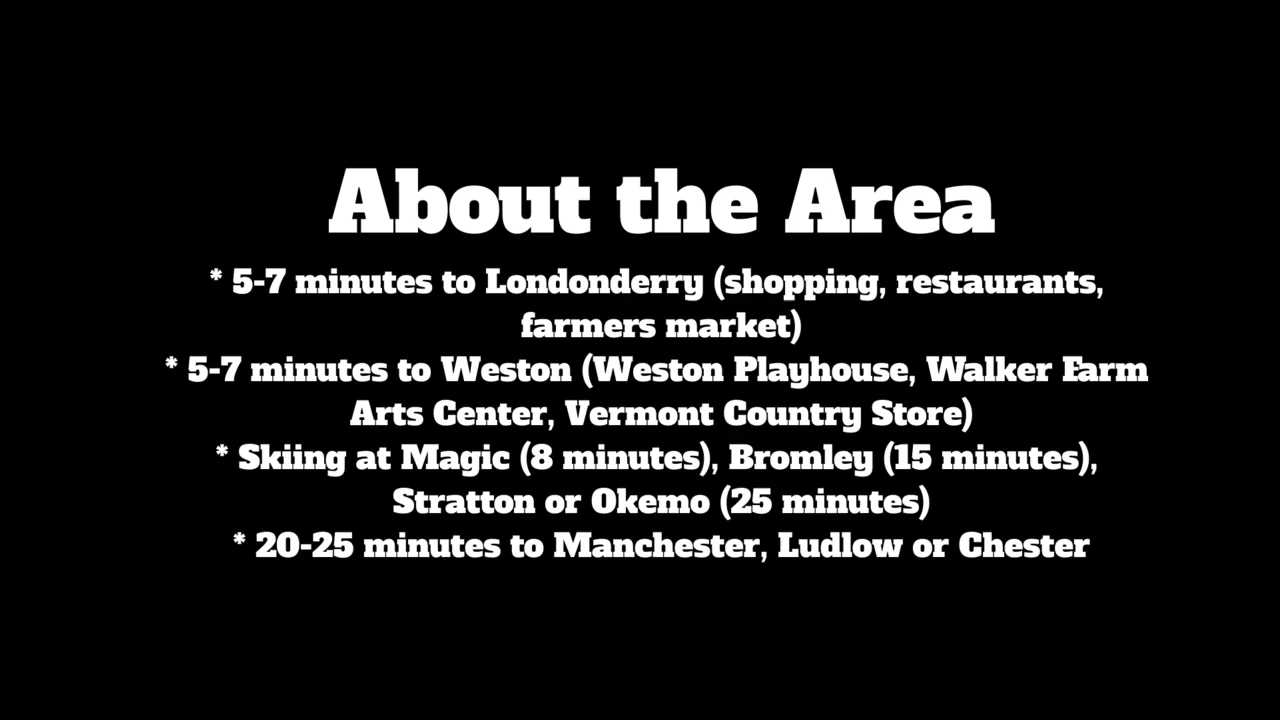 About the Area
* 5-7 minutes to Londonderry (shopping, restaurants,
farmers market)
* 5-7 minutes to Weston (Weston Playhouse, Walker Farm
Arts Center, Vermont Country Store)
* Skiing at Magic (8 minutes), Bromley (15 minutes),
Stratton or Okemo (25 minutes)
* 20-25 minutes to Manchester, Ludlow or Chester